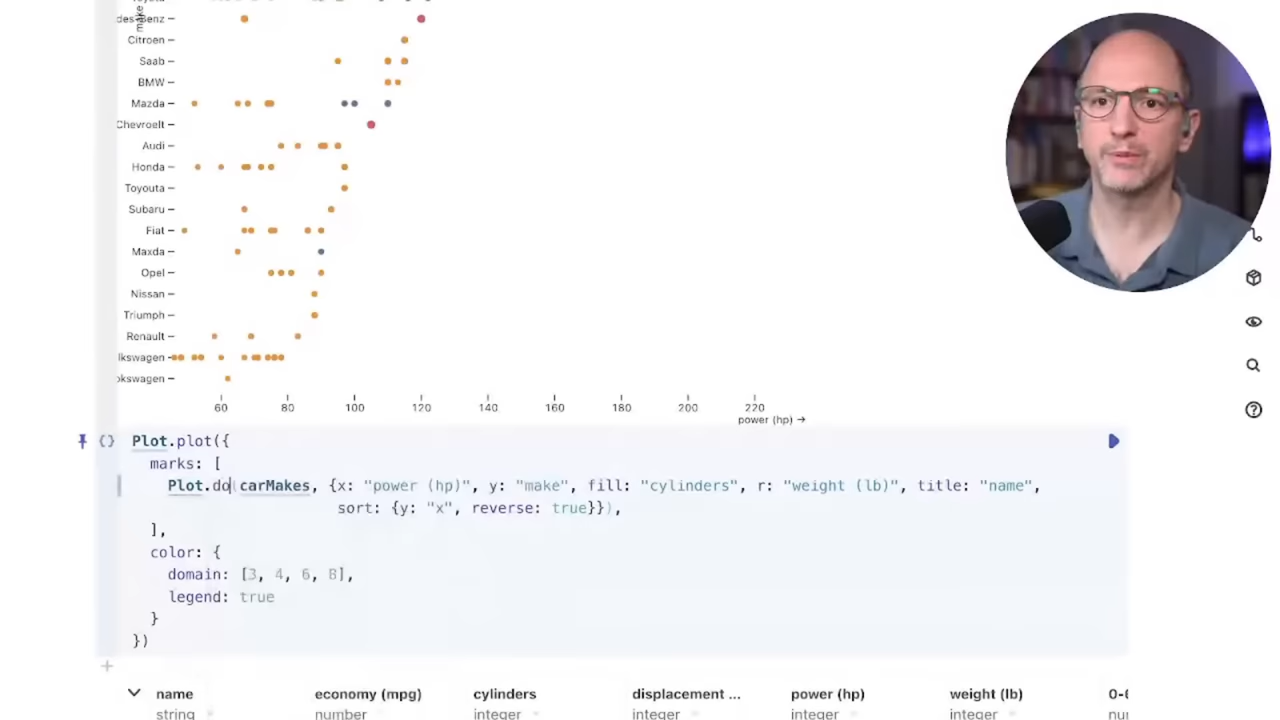 make
des-Benz
Citroen
Saab
BMW
Mazda
Chevroelt
Audi
Honda
Toyouta
Subaru
Fiat
Maxda
Opel
Nissan
Triumph
Renault
lkswagen
okswagen
60 80 100 120 140 160 180 200 220
power (hp) →
Plot.plot({
marks: [
Plot.do carMakes, {x: "power (hp)", y: "make", fill: "cylinders", r: "weight (lb)", title: "name",
sort: {y: "x", reverse: true}}),
],
color: {
domain: [3, 4, 6, 8],
legend: true
}
})
name economy (mpg) cylinders displacement ... power (hp) weight (lb)
string number integer integer integer integer